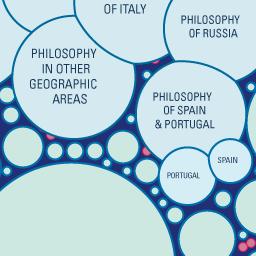 OF ITALY
PHILOSOPHY
OF RUSSIA
PHILOSOPHY
IN OTHER
GEOGRAPHIC
AREAS
PHILOSOPHY
OF SPAIN
& PORTUGAL
SPAIN
PORTUGAL